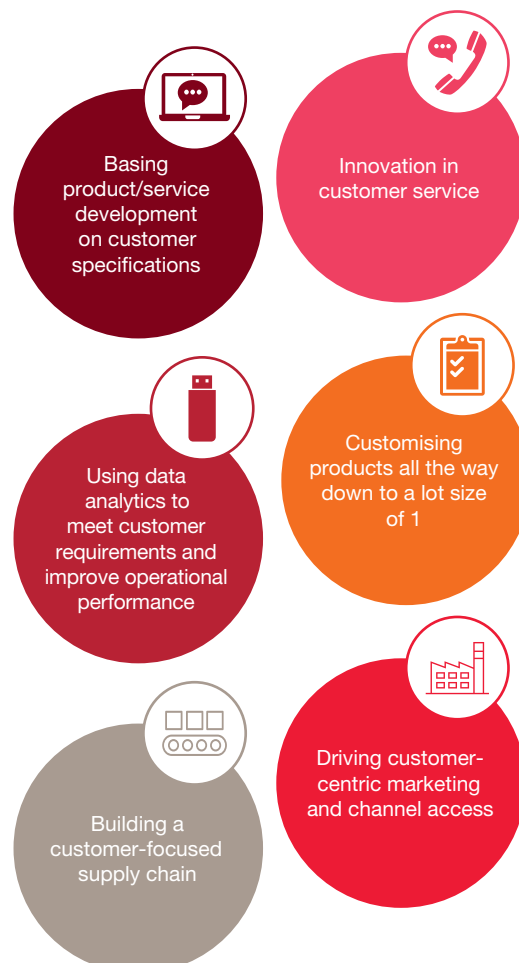 Basing
product/service
development
on customer
specifications
Innovation in
customer service
Using data
analytics to
meet customer
requirements and
improve operational
performance
Customising
products all the way
down to a lot size
of 1
Building a
customer-focused
supply chain
Driving customer-
centric marketing
and channel access